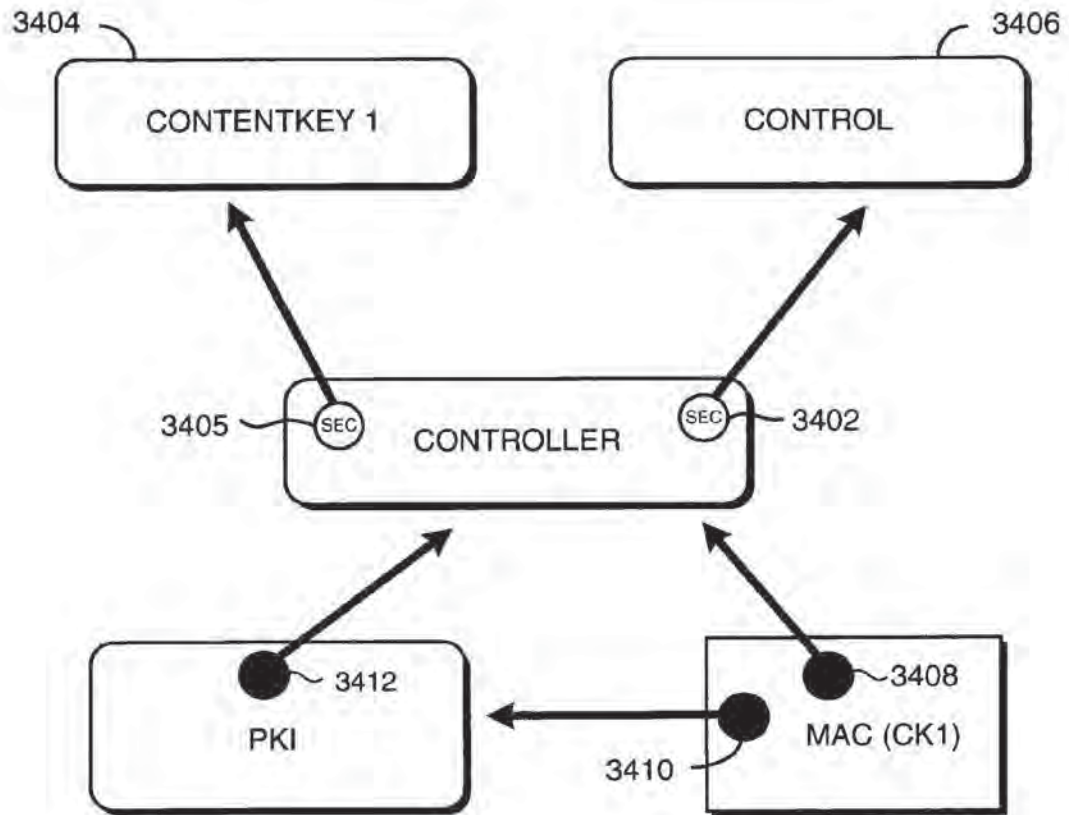 3404
3406
CONTENTKEY 1
CONTROL
3405
SEC
CONTROLLER
SEC
3402
3412
PKI
3408
MAC (CK1)
3410